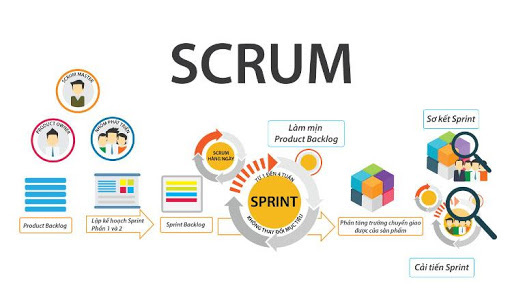 SCRUM
SCRUM MASTER
PRODUCT OWNER
NHÓM PHÁT TRIỂN
Product Backlog
Lập kế hoạch Sprint
Phần 1 và 2
Sprint Backlog
SCRUM
HÀNG NGÀY
TỪ 1 ĐẾN 4 TUẦN
SPRINT
KHÔNG THAY ĐỔI MỤC TIÊU
Làm mịn
Product Backlog
Phần tăng trưởng chuyển giao
được của sản phẩm
Sơ kết Sprint
Cải tiến Sprint